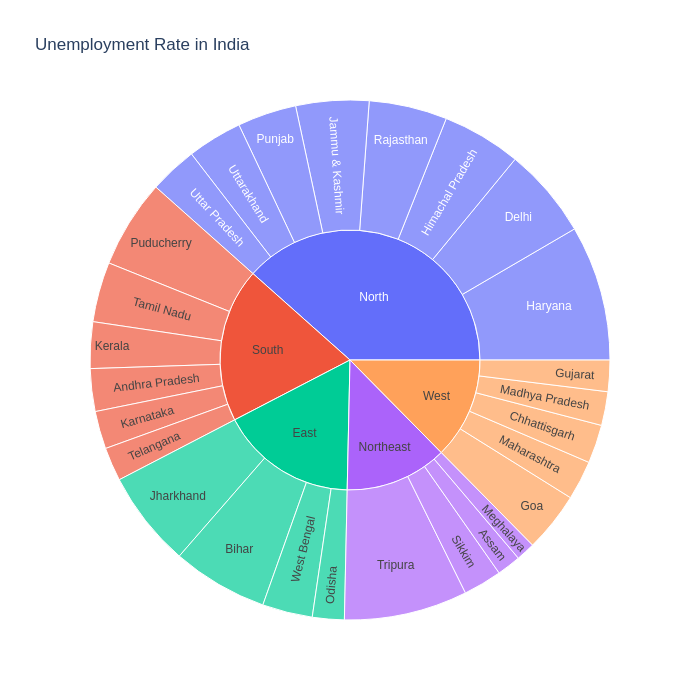 Unemployment Rate in India
North
Haryana
Delhi
Himachal Pradesh
Rajasthan
Jammu & Kashmir
Punjab
Uttarakhand
Uttar Pradesh
South
Puducherry
Tamil Nadu
Kerala
Andhra Pradesh
Karnataka
Telangana
East
Jharkhand
Bihar
West Bengal
Odisha
Northeast
Tripura
Sikkim
Assam
Meghalaya
West
Goa
Maharashtra
Chhattisgarh
Madhya Pradesh
Gujarat